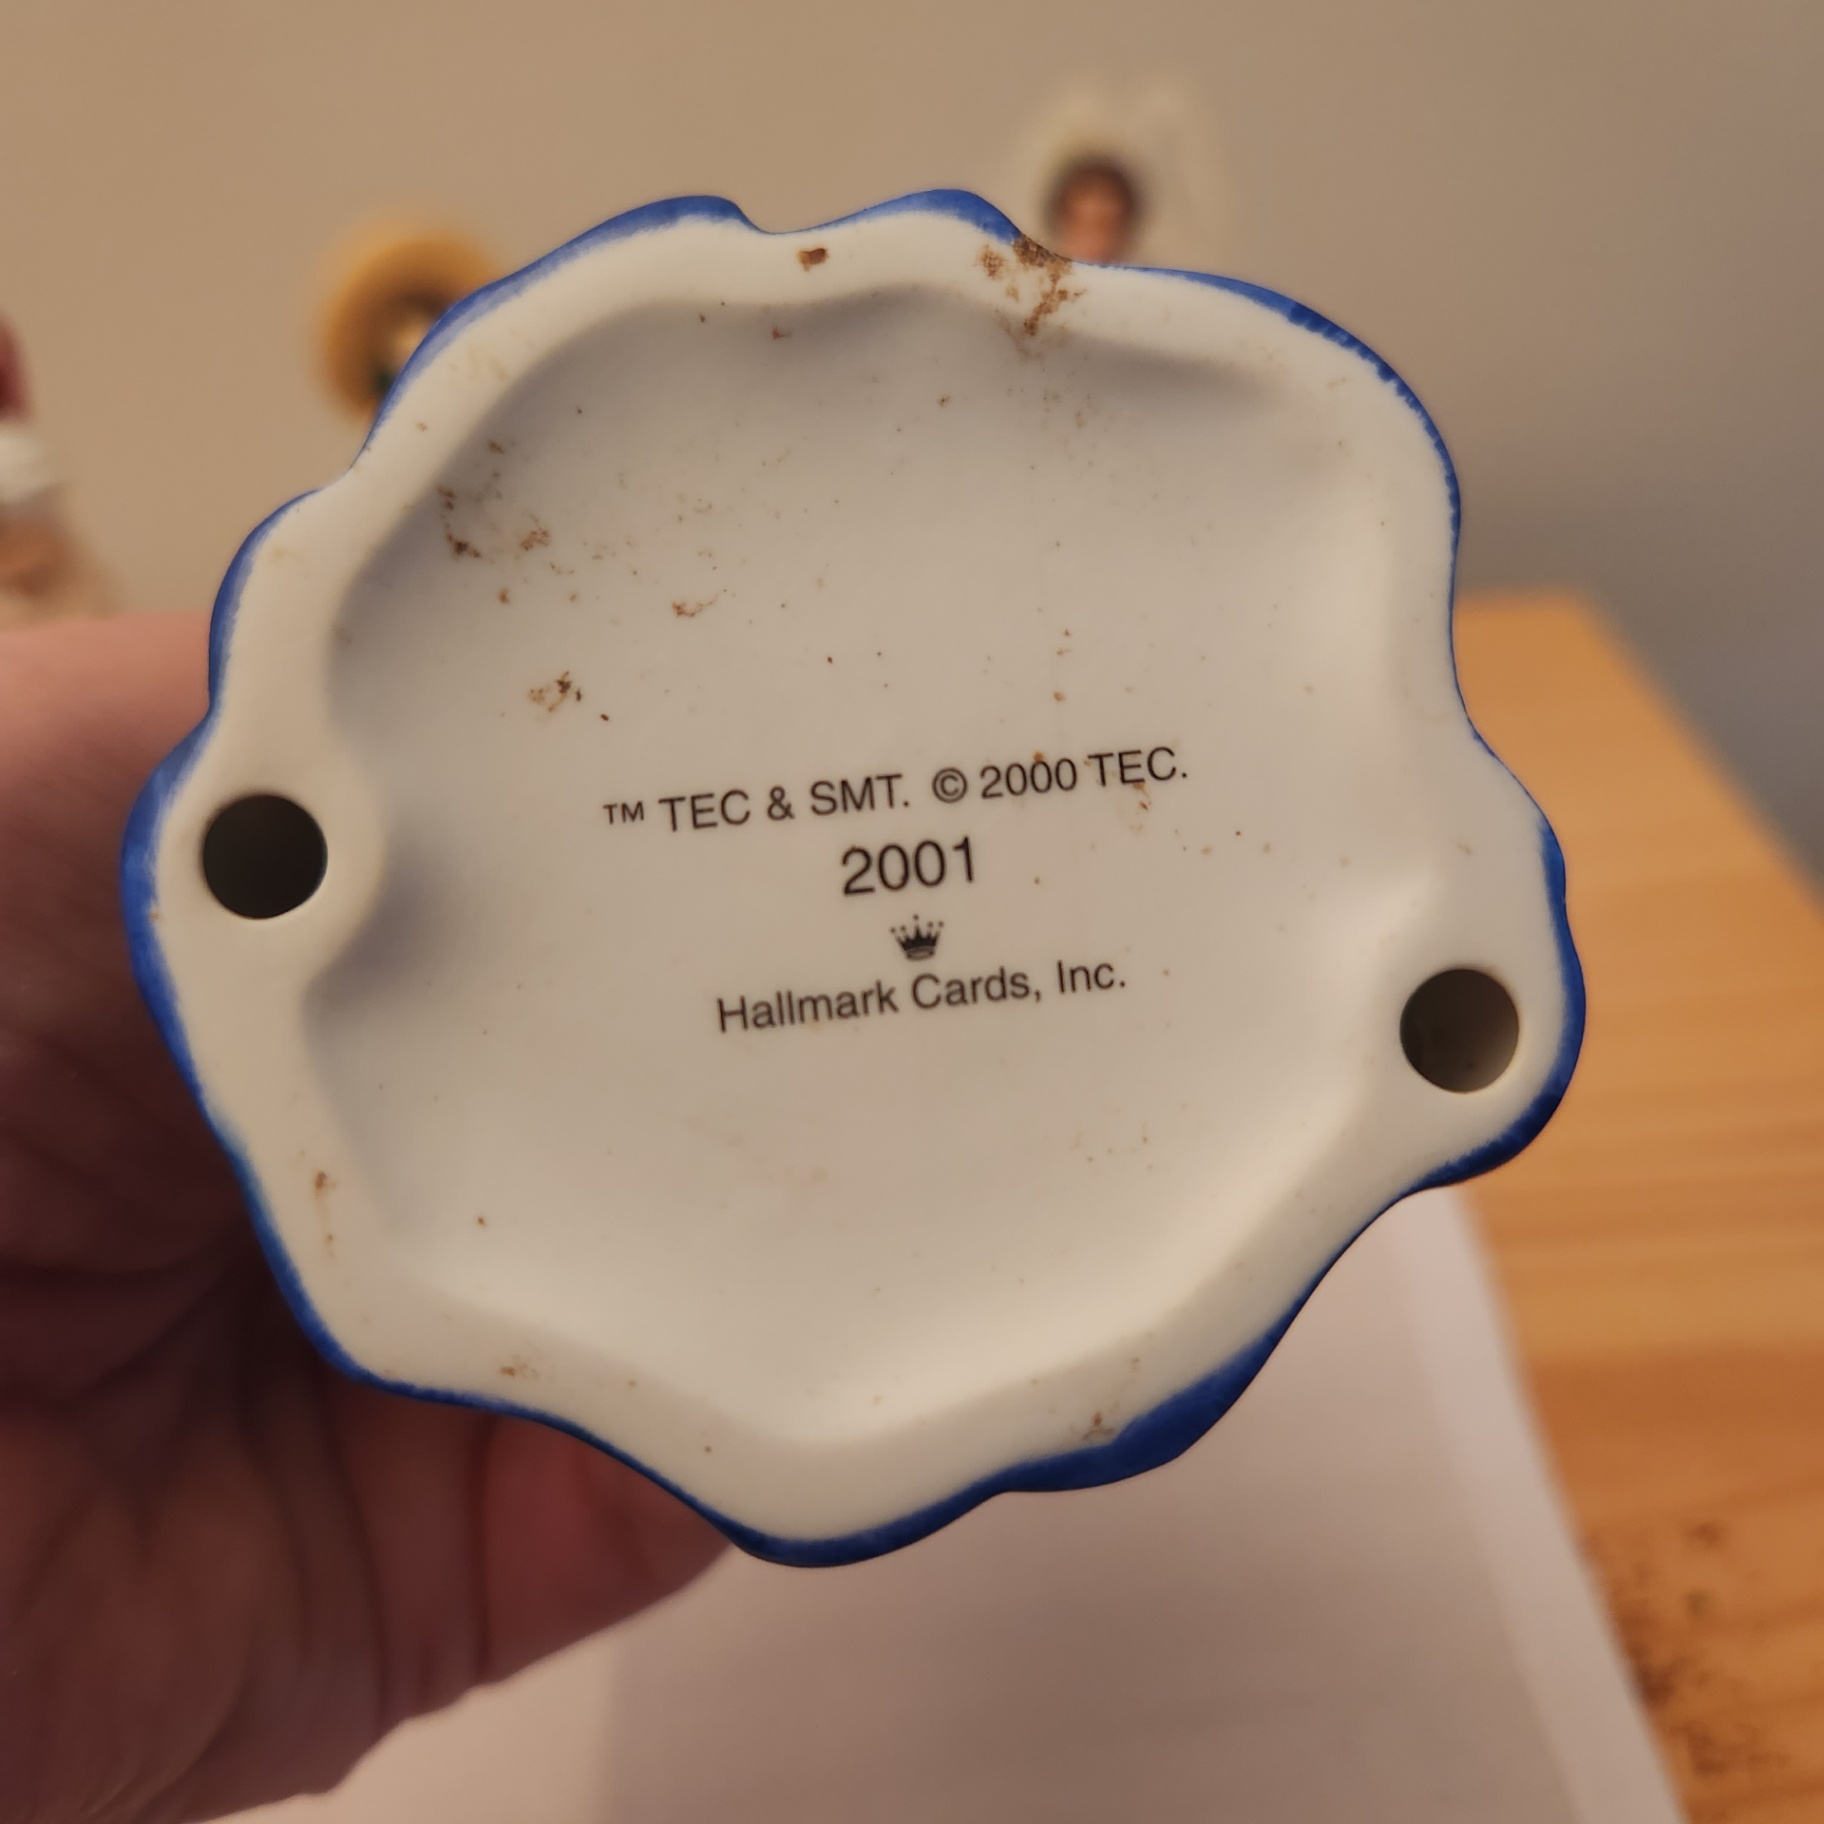 ™ TEC & SMT. © 2000 TEC.
2001
Hallmark Cards, Inc.